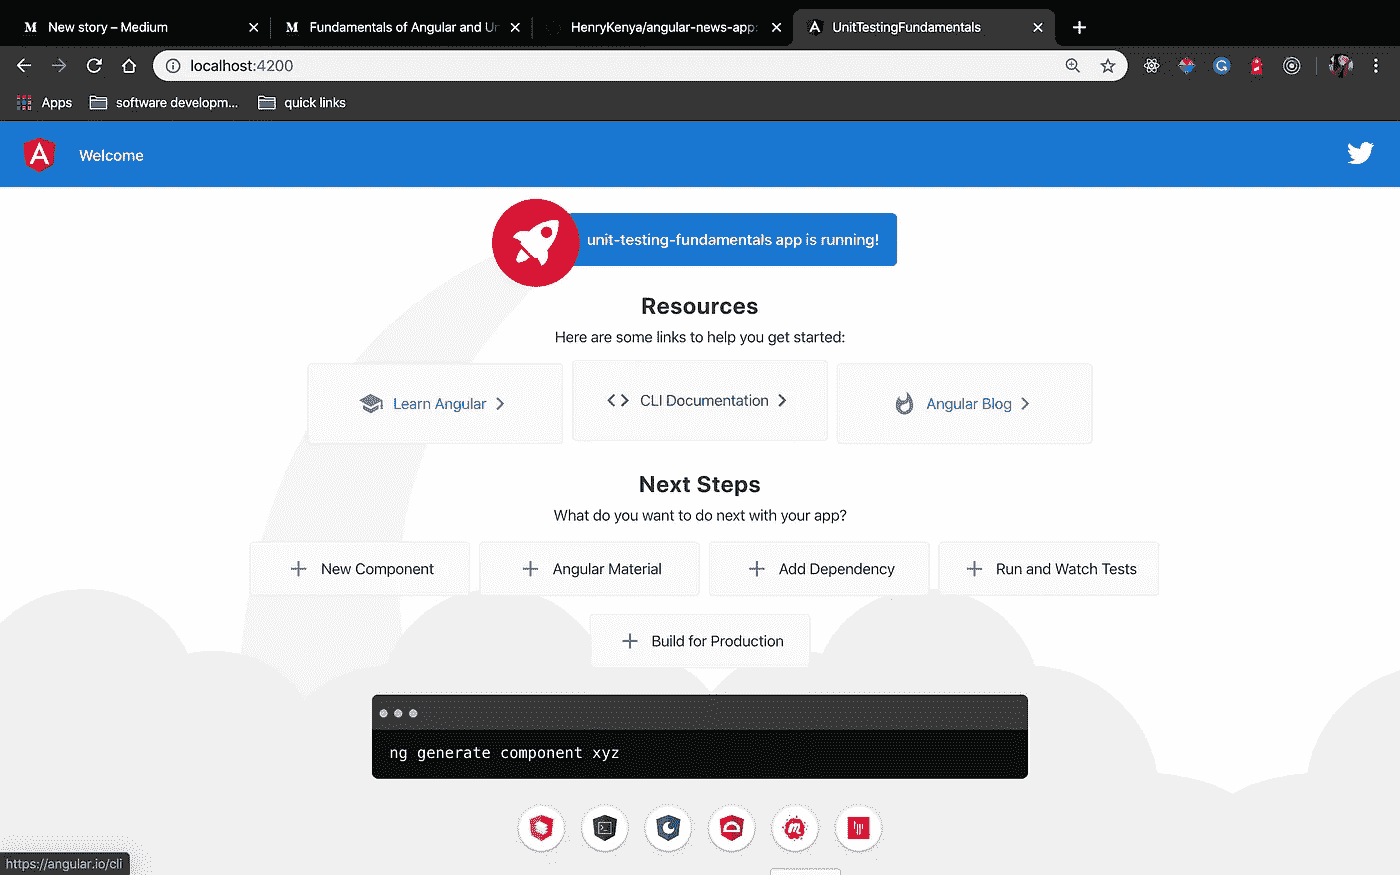 New story – Medium
Fundamentals of Angular and Un
HenryKenya/angular-news-app:
UnitTestingFundamentals
localhost:4200
Apps
software developm...
quick links
Welcome
unit-testing-fundamentals app is running!
Resources
Here are some links to help you get started:
Learn Angular
CLI Documentation
Angular Blog
Next Steps
What do you want to do next with your app?
New Component
Angular Material
Add Dependency
Run and Watch Tests
Build for Production
ng generate component xyz
https://angular.io/cli